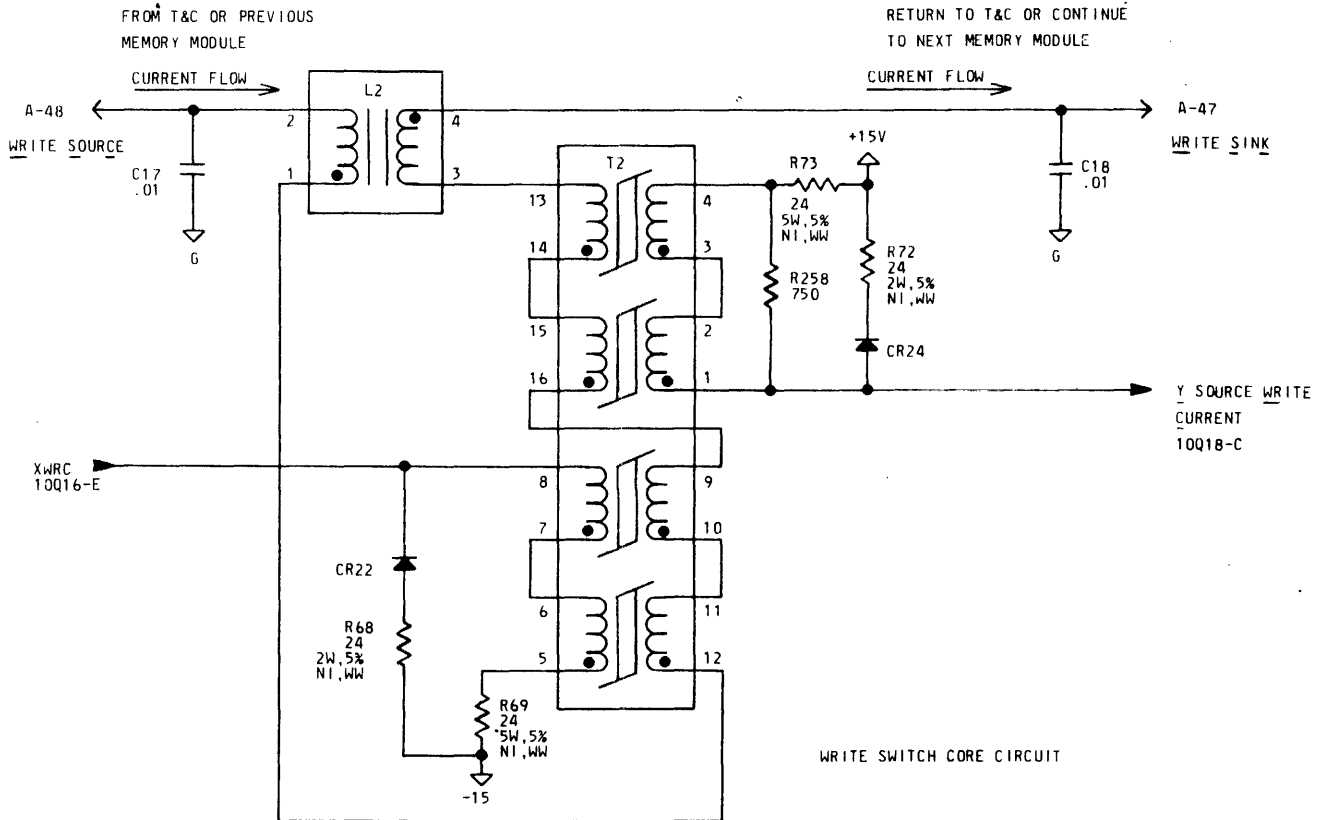 FROM T&C OR PREVIOUS
MEMORY MODULE
RETURN TO T&C OR CONTINUE
TO NEXT MEMORY MODULE
CURRENT FLOW
CURRENT FLOW
L2
A-48
WRITE SOURCE
2
4
A-47
WRITE SINK
C17
.01
G
1
3
T2
+15V
R73
24
5W,5%
NI,WW
C18
.01
G
13
4
14
3
R72
24
2W,5%
NI,WW
R258
750
15
2
CR24
16
1
Y SOURCE WRITE
CURRENT
10Q18-C
XWRC
10Q16-E
8
9
7
10
CR22
6
11
R68
24
2W,5%
NI,WW
5
12
R69
24
5W,5%
NI,WW
-15
WRITE SWITCH CORE CIRCUIT